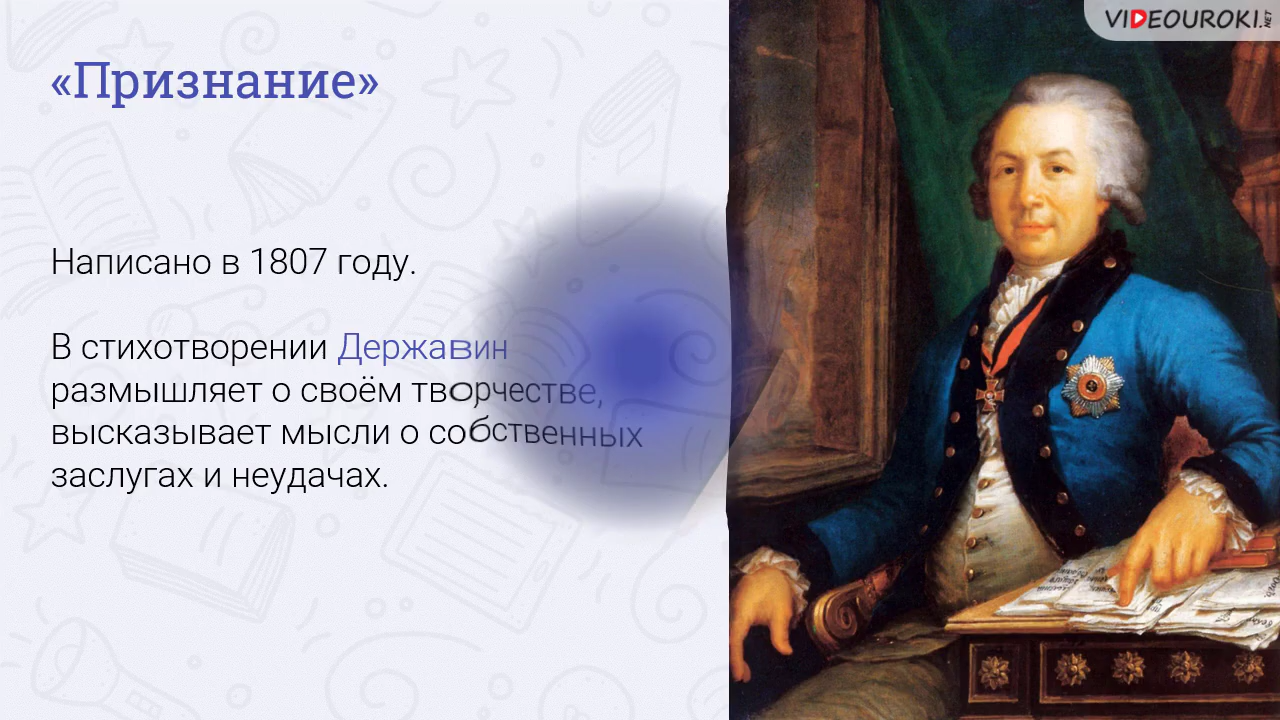 VIDEOUROKI.NET
«Признание»
Написано в 1807 году.
В стихотворении Державин
размышляет о своём творчестве,
высказывает мысли о собственных
заслугах и неудачах.